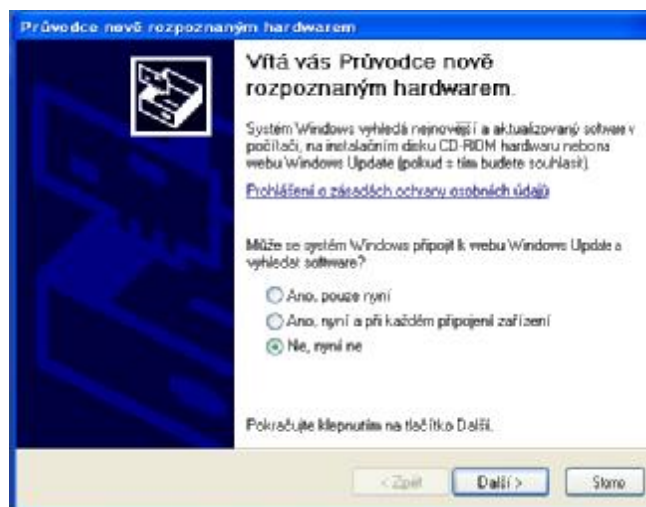 Průvodce nově rozpoznaným hardwarem
Vítá vás Průvodce nově
rozpoznaným hardwarem.
Systém Windows vyhledá nejnovější a aktualizovaný software v
počítači, na instalačním disku CD-ROM hardwaru nebo na
webu Windows Update (pokud s tím budete souhlasit).
Prohlášení o zásadách ochrany osobních údajů
Může se systém Windows připojit k webu Windows Update a
vyhledat software?
Ano, pouze nyní
Ano, nyní a při každém připojení zařízení
Ne, nyní ne
Pokračujte klepnutím na tlačítko Další.
< Zpět Další > Storno